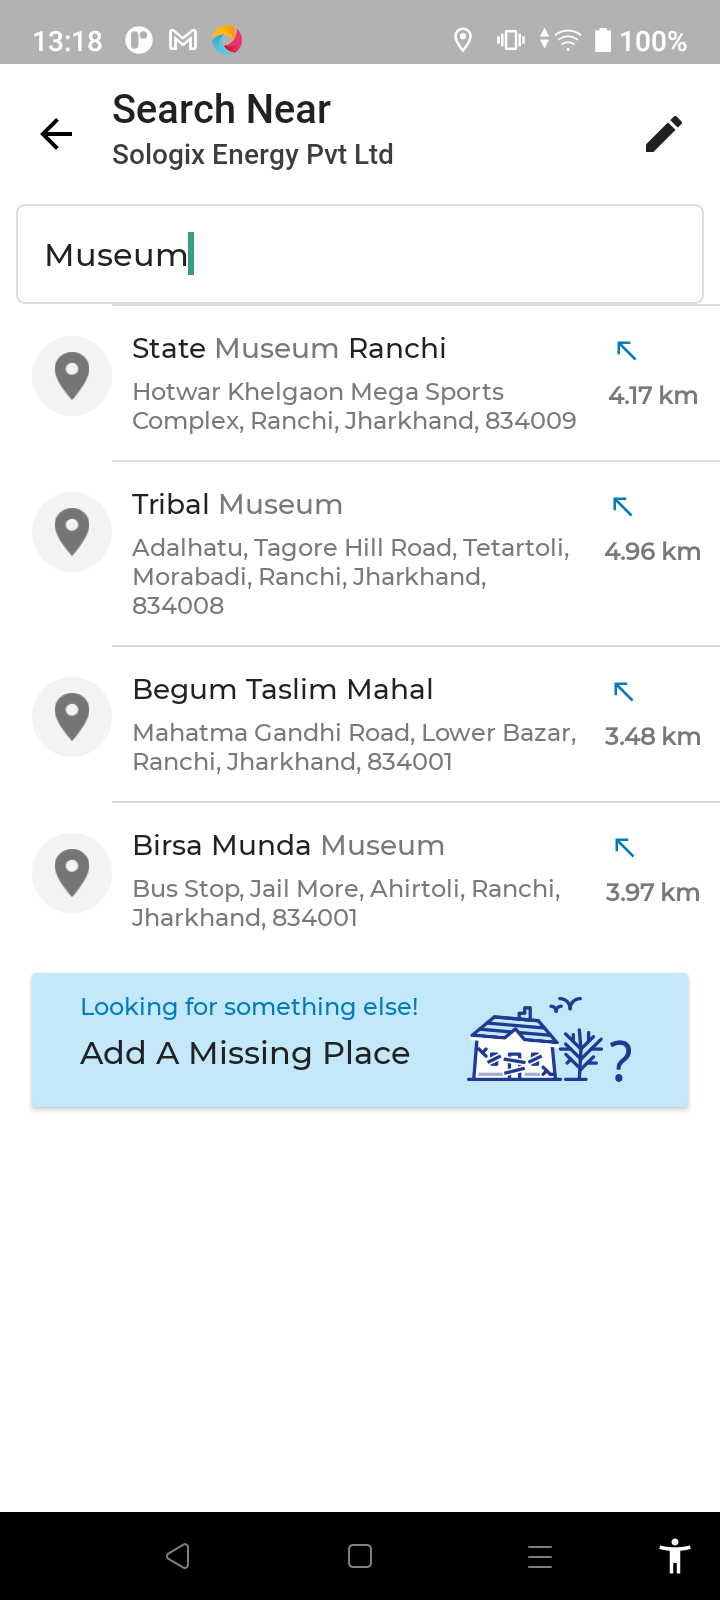 13:18
100%
Search Near
Sologix Energy Pvt Ltd
Museum
State Museum Ranchi
Hotwar Khelgaon Mega Sports
Complex, Ranchi, Jharkhand, 834009
4.17 km
Tribal Museum
Adalhatu, Tagore Hill Road, Tetartoli,
Morabadi, Ranchi, Jharkhand,
834008
4.96 km
Begum Taslim Mahal
Mahatma Gandhi Road, Lower Bazar,
Ranchi, Jharkhand, 834001
3.48 km
Birsa Munda Museum
Bus Stop, Jail More, Ahirtoli, Ranchi,
Jharkhand, 834001
3.97 km
Looking for something else!
Add A Missing Place
?